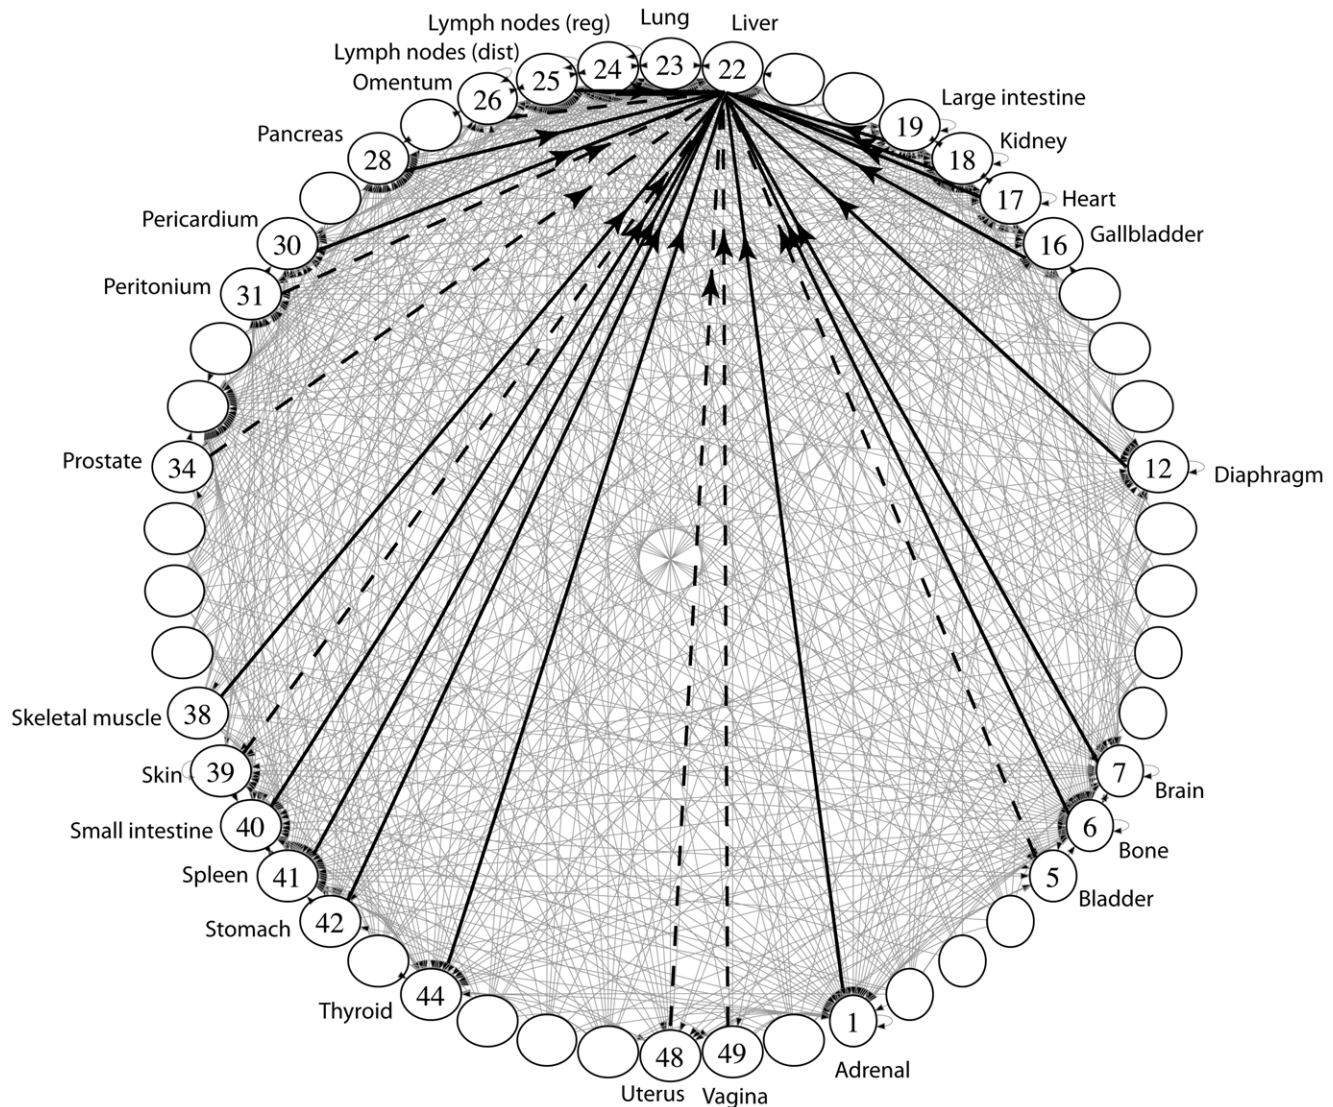 Lung
Liver
Lymph nodes (reg)
Lymph nodes (dist)
Omentum
Pancreas
Pericardium
Peritonium
Prostate
Skeletal muscle
Skin
Small intestine
Spleen
Stomach
Thyroid
Uterus
Vagina
Adrenal
Bladder
Bone
Brain
Diaphragm
Gallbladder
Heart
Kidney
Large intestine
22
23
24
25
26
28
30
31
34
38
39
40
41
42
44
48
49
1
5
6
7
12
16
17
18
19